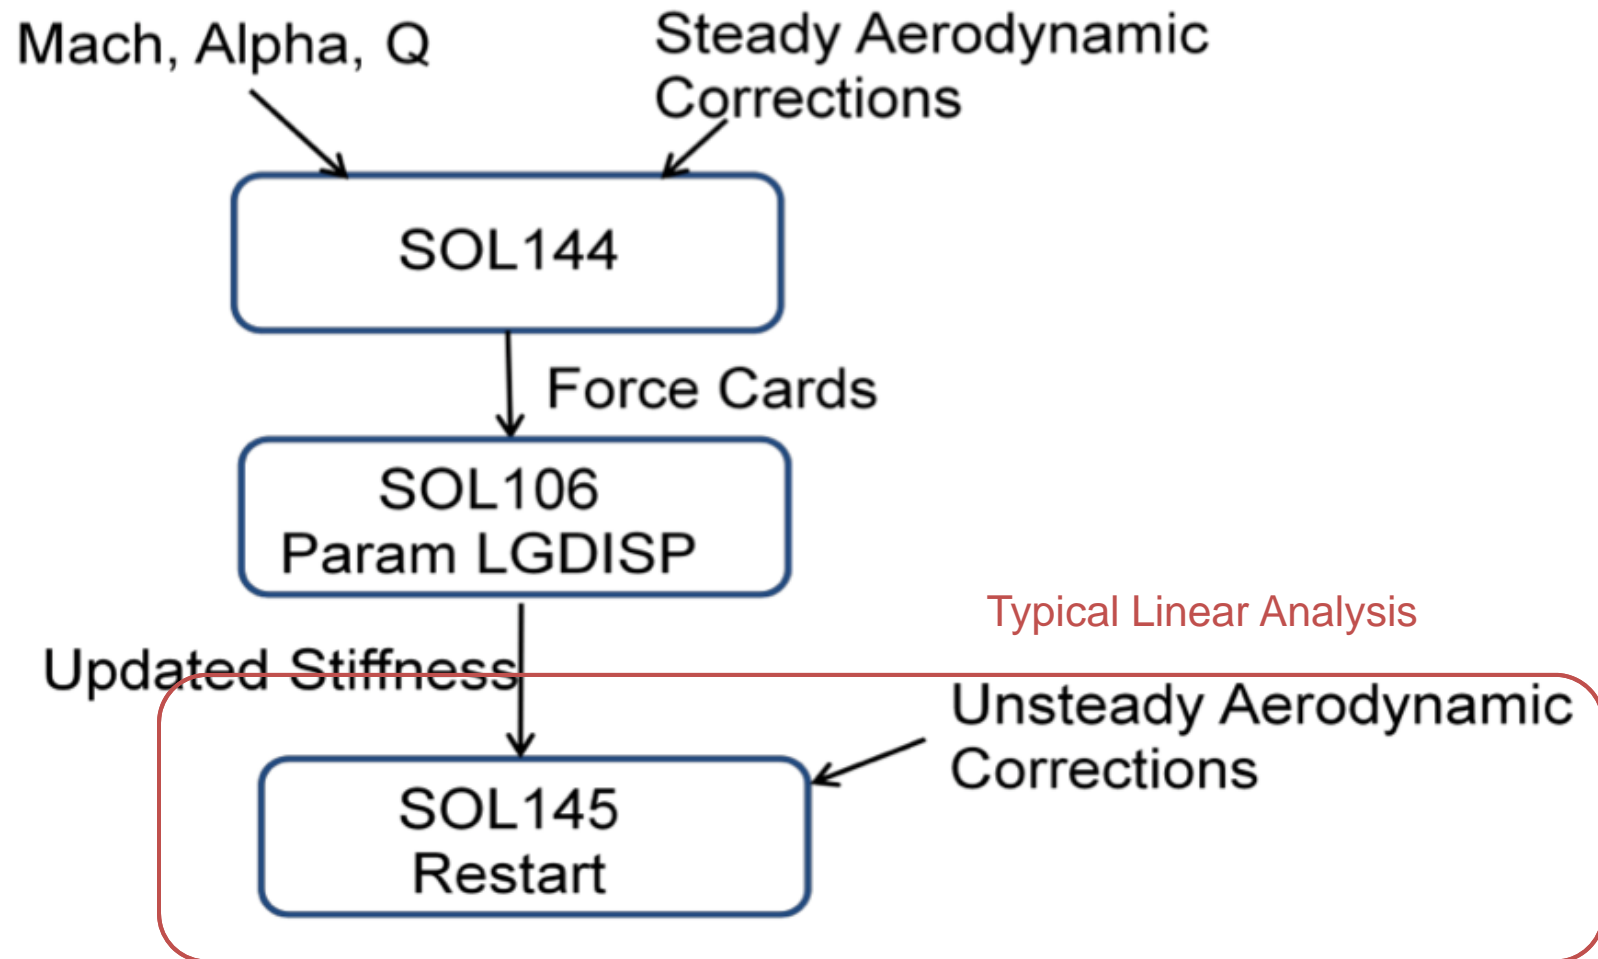 Mach, Alpha, Q
Steady Aerodynamic
Corrections
SOL144
Force Cards
SOL106
Param LGDISP
Typical Linear Analysis
Updated Stiffness
Unsteady Aerodynamic
Corrections
SOL145
Restart